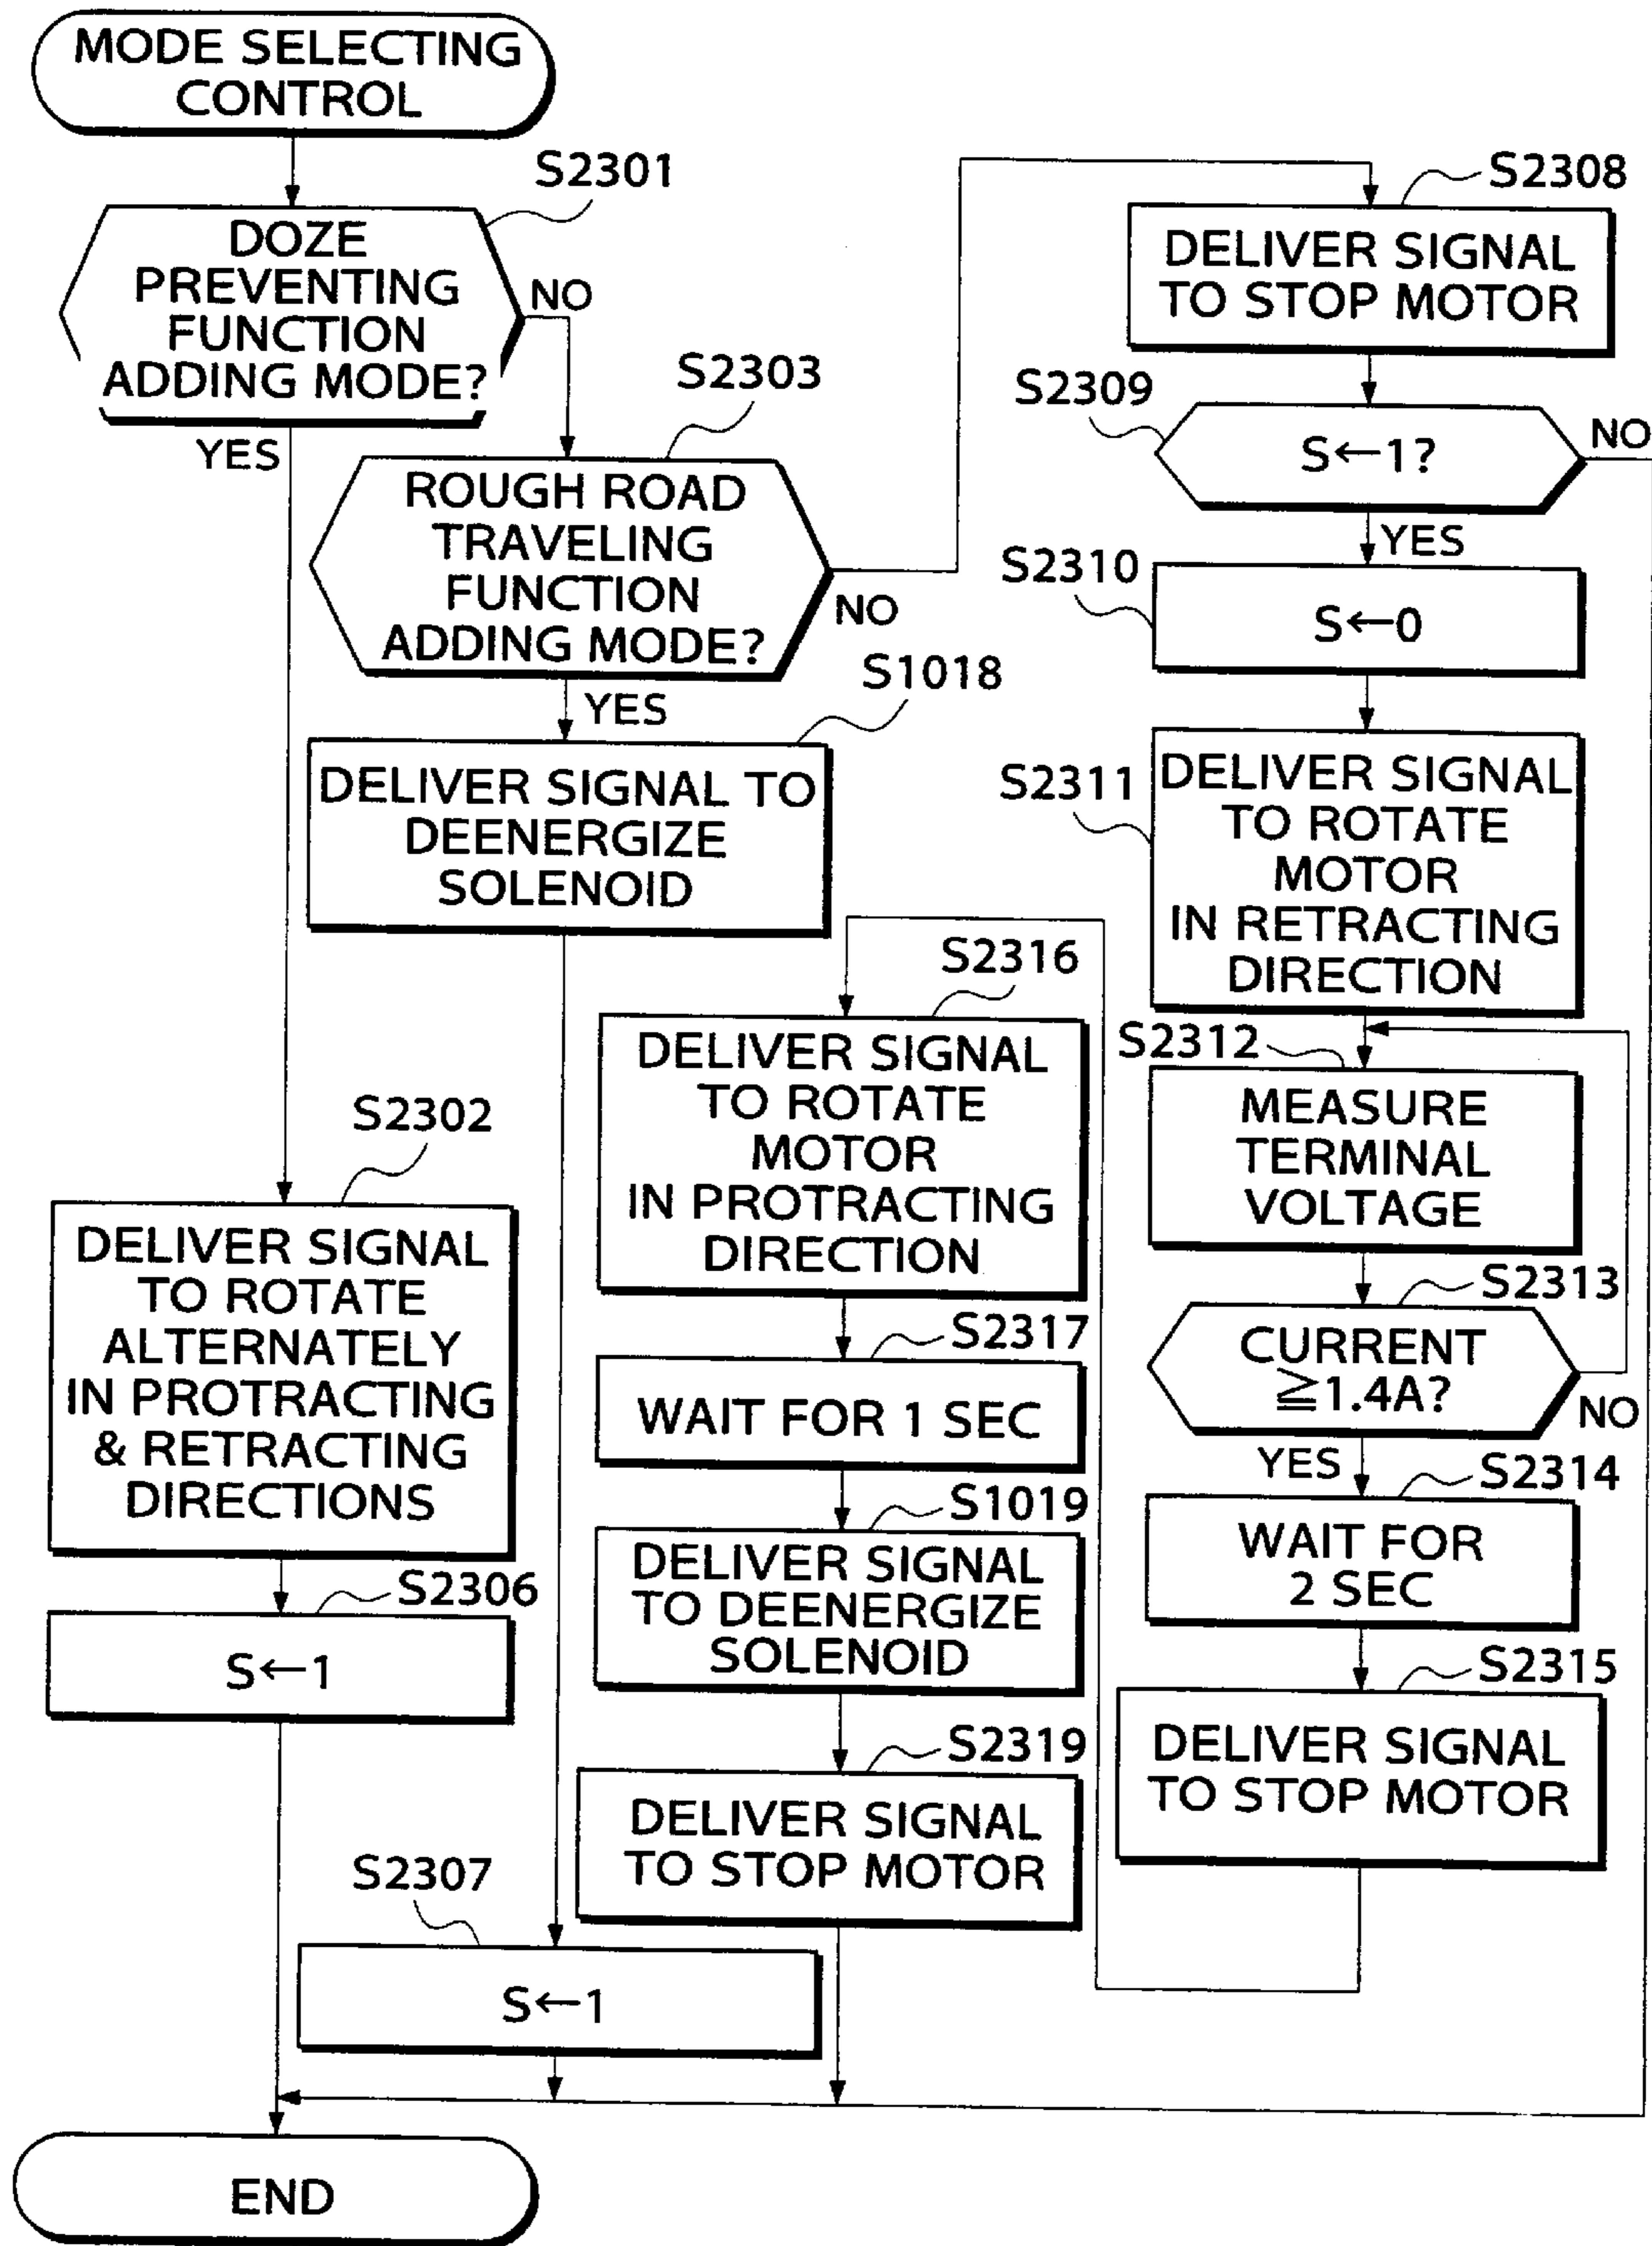 MODE SELECTING
CONTROL
S2301
DOZE
PREVENTING
FUNCTION
ADDING MODE?
NO
YES
S2303
ROUGH ROAD
TRAVELING
FUNCTION
ADDING MODE?
NO
YES
S1018
DELIVER SIGNAL TO
DEENERGIZE
SOLENOID
S2302
DELIVER SIGNAL
TO ROTATE
ALTERNATELY
IN PROTRACTING
& RETRACTING
DIRECTIONS
S2306
S←1
S2307
S←1
S2308
DELIVER SIGNAL
TO STOP MOTOR
S2309
S←1?
NO
YES
S2310
S←0
S2311
DELIVER SIGNAL
TO ROTATE
MOTOR
IN RETRACTING
DIRECTION
S2312
MEASURE
TERMINAL
VOLTAGE
S2313
CURRENT
≧1.4A?
NO
YES
S2314
WAIT FOR
2 SEC
S2315
DELIVER SIGNAL
TO STOP MOTOR
S2316
DELIVER SIGNAL
TO ROTATE
MOTOR
IN PROTRACTING
DIRECTION
S2317
WAIT FOR 1 SEC
S1019
DELIVER SIGNAL
TO DEENERGIZE
SOLENOID
S2319
DELIVER SIGNAL
TO STOP MOTOR
END